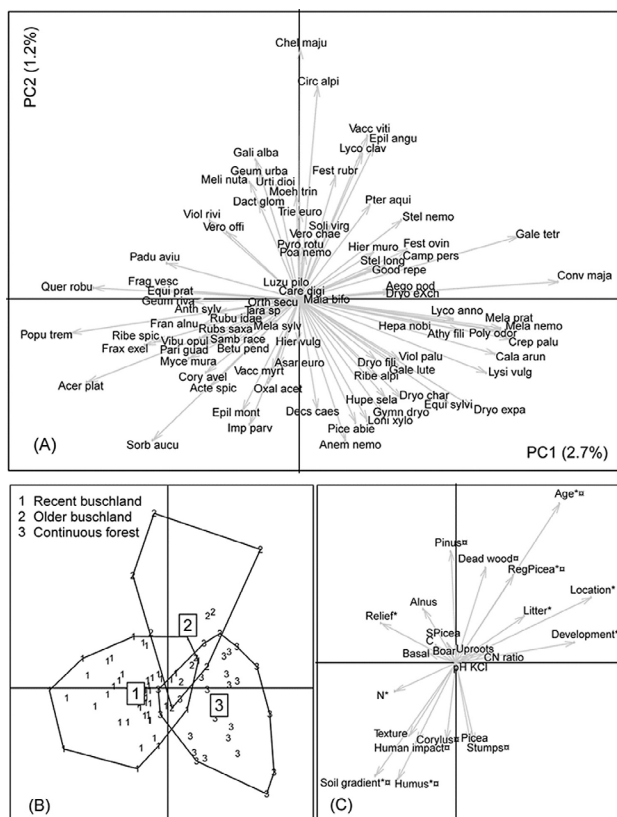 PC2 (1.2%)
Chel maju
Circ alpi
Vacc viti
Epil angu
Lyco clav
Gali alba
Geum urba
Fest rubr
Meli nuta
Urti dioi
Moeh trin
Dact glom
Trie euro
Pter aqui
Viol rivi
Stel nemo
Vero offi
Soli virg
Vero chae
Gale tetr
Pyro rotu
Hier muro
Fest ovin
Poa nemo
Camp pers
Padu aviu
Stel long
Good repe
Frag vesc
Luzu pilo
Conv maja
Quer robu
Equi prat
Care digi
Aego pod
Dryo eXch
Geum riva
Orth secu
Maia bifo
Anth sylv
Tara sp
Lyco anno
Mela prat
Fran alnu
Rubu idae
Mela sylv
Hepa nobi
Mela nemo
Popu trem
Rubs saxa
Athy fili
Poly odor
Ribe spic
Samb race
Hier vulg
Crep palu
Frax exel
Vibu opul
Betu pend
Pari guad
Viol palu
Cala arun
Myce mura
Asar euro
Dryo fili
Gale lute
Acer plat
Cory avel
Vacc myrt
Ribe alpi
Lysi vulg
Acte spic
Oxal acet
Hupe sela
Dryo char
Equi sylvi
Epil mont
Decs caes
Gymn dryo
Dryo expa
Imp parv
Loni xylo
Pice abie
Sorb aucu
Anem nemo
(A)
PC1 (2.7%)
1 Recent buschland
2 Older buschland
3 Continuous forest
2
1
3
(B)
Age*¤
Pinus¤
Dead wood¤
RegPicea*¤
Location*
Alnus
Relief*
Litter*
SPicea
Development*
C
Uproots
Basal
Boar
CN ratio
pH KCl
N*
Texture
Corylus¤
Picea
Human impact¤
Stumps¤
Soil gradient*¤
Humus*¤
(C)